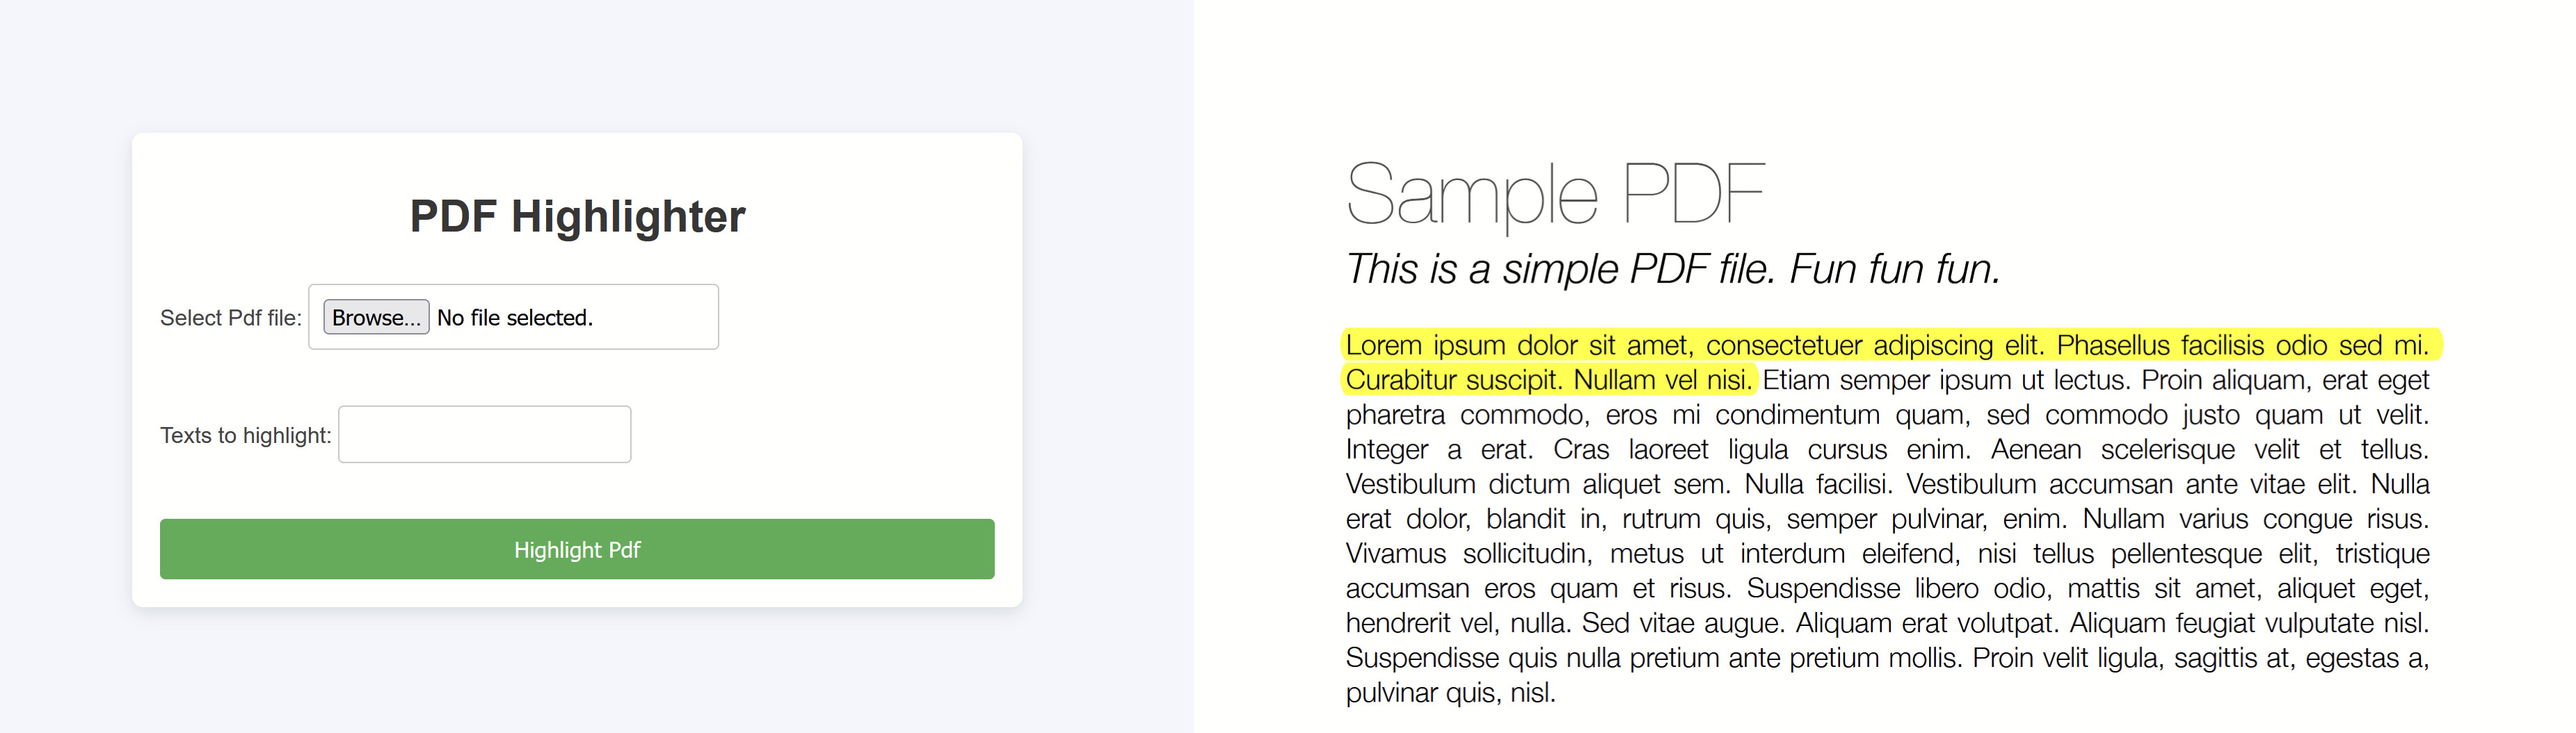 PDF Highlighter
Select Pdf file: Browse... No file selected.
Texts to highlight:
Highlight Pdf
Sample PDF
This is a simple PDF file. Fun fun fun.
Lorem ipsum dolor sit amet, consectetuer adipiscing elit. Phasellus facilisis odio sed mi.
Curabitur suscipit. Nullam vel nisi. Etiam semper ipsum ut lectus. Proin aliquam, erat eget
pharetra commodo, eros mi condimentum quam, sed commodo justo quam ut velit.
Integer a erat. Cras laoreet ligula cursus enim. Aenean scelerisque velit et tellus.
Vestibulum dictum aliquet sem. Nulla facilisi. Vestibulum accumsan ante vitae elit. Nulla
erat dolor, blandit in, rutrum quis, semper pulvinar, enim. Nullam varius congue risus.
Vivamus sollicitudin, metus ut interdum eleifend, nisi tellus pellentesque elit, tristique
accumsan eros quam et risus. Suspendisse libero odio, mattis sit amet, aliquet eget,
hendrerit vel, nulla. Sed vitae augue. Aliquam erat volutpat. Aliquam feugiat vulputate nisl.
Suspendisse quis nulla pretium ante pretium mollis. Proin velit ligula, sagittis at, egestas a,
pulvinar quis, nisl.